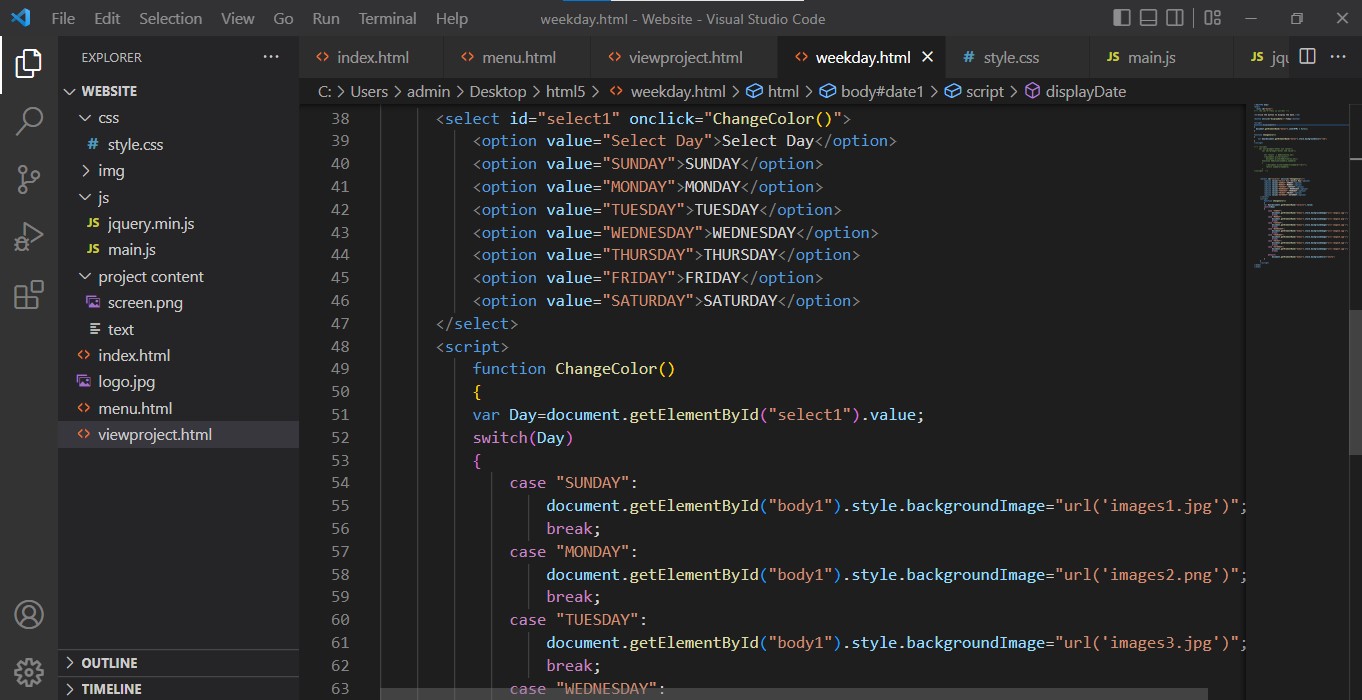 File Edit Selection View Go Run Terminal Help weekday.html - Website - Visual Studio Code
EXPLORER
WEBSITE
css
# style.css
img
js
JS jquery.min.js
JS main.js
project content
screen.png
text
index.html
logo.jpg
menu.html
viewproject.html
OUTLINE
TIMELINE
index.html menu.html viewproject.html weekday.html # style.css JS main.js JS
C: > Users > admin > Desktop > html5 > weekday.html > html > body#date1 > script > displayDate
38 <select id="select1" onclick="ChangeColor()">
39 <option value="Select Day">Select Day</option>
40 <option value="SUNDAY">SUNDAY</option>
41 <option value="MONDAY">MONDAY</option>
42 <option value="TUESDAY">TUESDAY</option>
43 <option value="WEDNESDAY">WEDNESDAY</option>
44 <option value="THURSDAY">THURSDAY</option>
45 <option value="FRIDAY">FRIDAY</option>
46 <option value="SATURDAY">SATURDAY</option>
47 </select>
48 <script>
49 function ChangeColor()
50 {
51 var Day=document.getElementById("select1").value;
52 switch(Day)
53 {
54 case "SUNDAY":
55 document.getElementById("body1").style.backgroundImage="url('images1.jpg')";
56 break;
57 case "MONDAY":
58 document.getElementById("body1").style.backgroundImage="url('images2.png')";
59 break;
60 case "TUESDAY":
61 document.getElementById("body1").style.backgroundImage="url('images3.jpg')";
62 break;
63 case "WEDNESDAY":